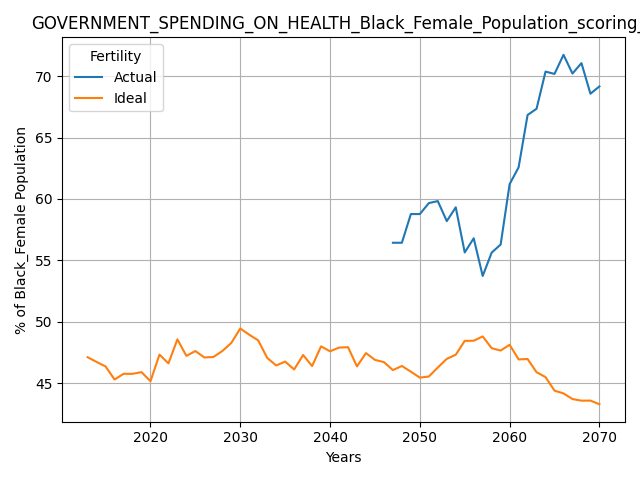 GOVERNMENT_SPENDING_ON_HEALTH_Black_Female_Population_scoring_
Fertility
Actual
Ideal
% of Black_Female Population
70
65
60
55
50
45
2020
2030
2040
2050
2060
2070
Years